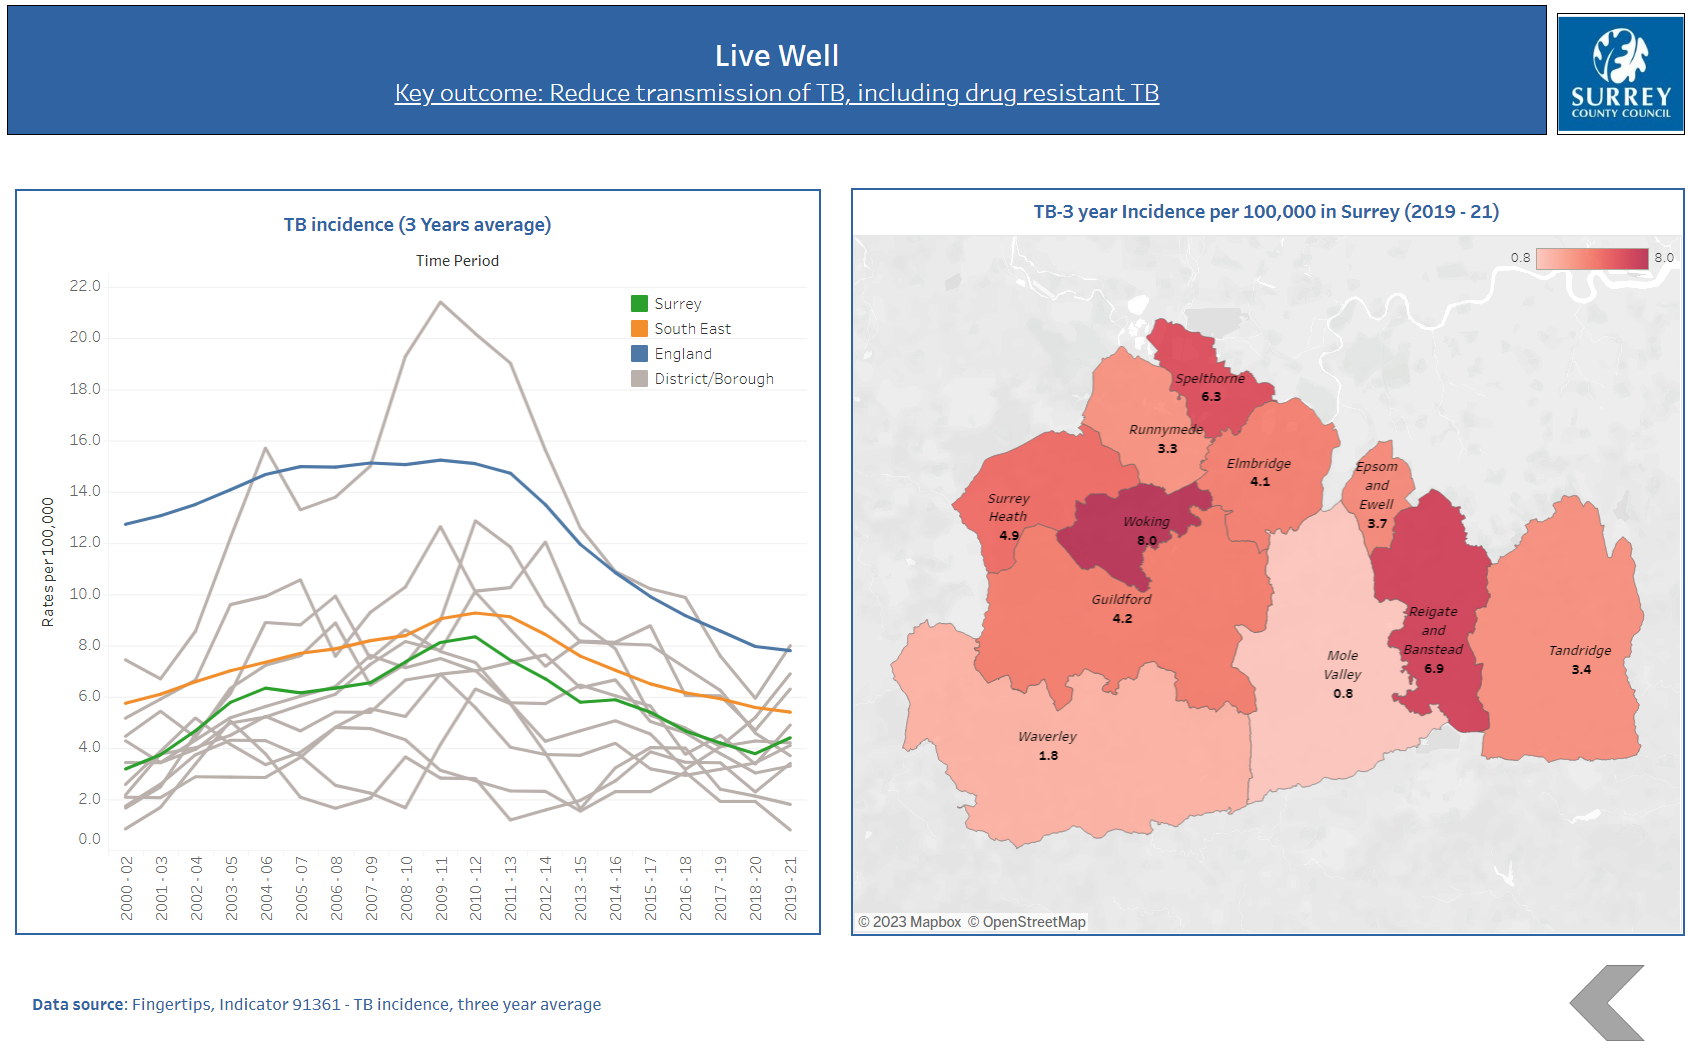 Live Well
Key outcome: Reduce transmission of TB, including drug resistant TB
SURREY
COUNTY COUNCIL
TB incidence (3 Years average)
Time Period
22.0
20.0
18.0
16.0
14.0
12.0
10.0
8.0
6.0
4.0
2.0
0.0
Rates per 100,000
Surrey
South East
England
District/Borough
2000 - 02
2001 - 03
2002 - 04
2003 - 05
2004 - 06
2005 - 07
2006 - 08
2007 - 09
2008 - 10
2009 - 11
2010 - 12
2011 - 13
2012 - 14
2013 - 15
2014 - 16
2015 - 17
2016 - 18
2017 - 19
2018 - 20
2019 - 21
TB-3 year Incidence per 100,000 in Surrey (2019 - 21)
0.8
8.0
Spelthorne
6.3
Runnymede
3.3
Elmbridge
4.1
Epsom
and
Ewell
3.7
Surrey
Heath
4.9
Woking
8.0
Guildford
4.2
Reigate
and
Banstead
6.9
Mole
Valley
0.8
Tandridge
3.4
Waverley
1.8
© 2023 Mapbox © OpenStreetMap
Data source: Fingertips, Indicator 91361 - TB incidence, three year average